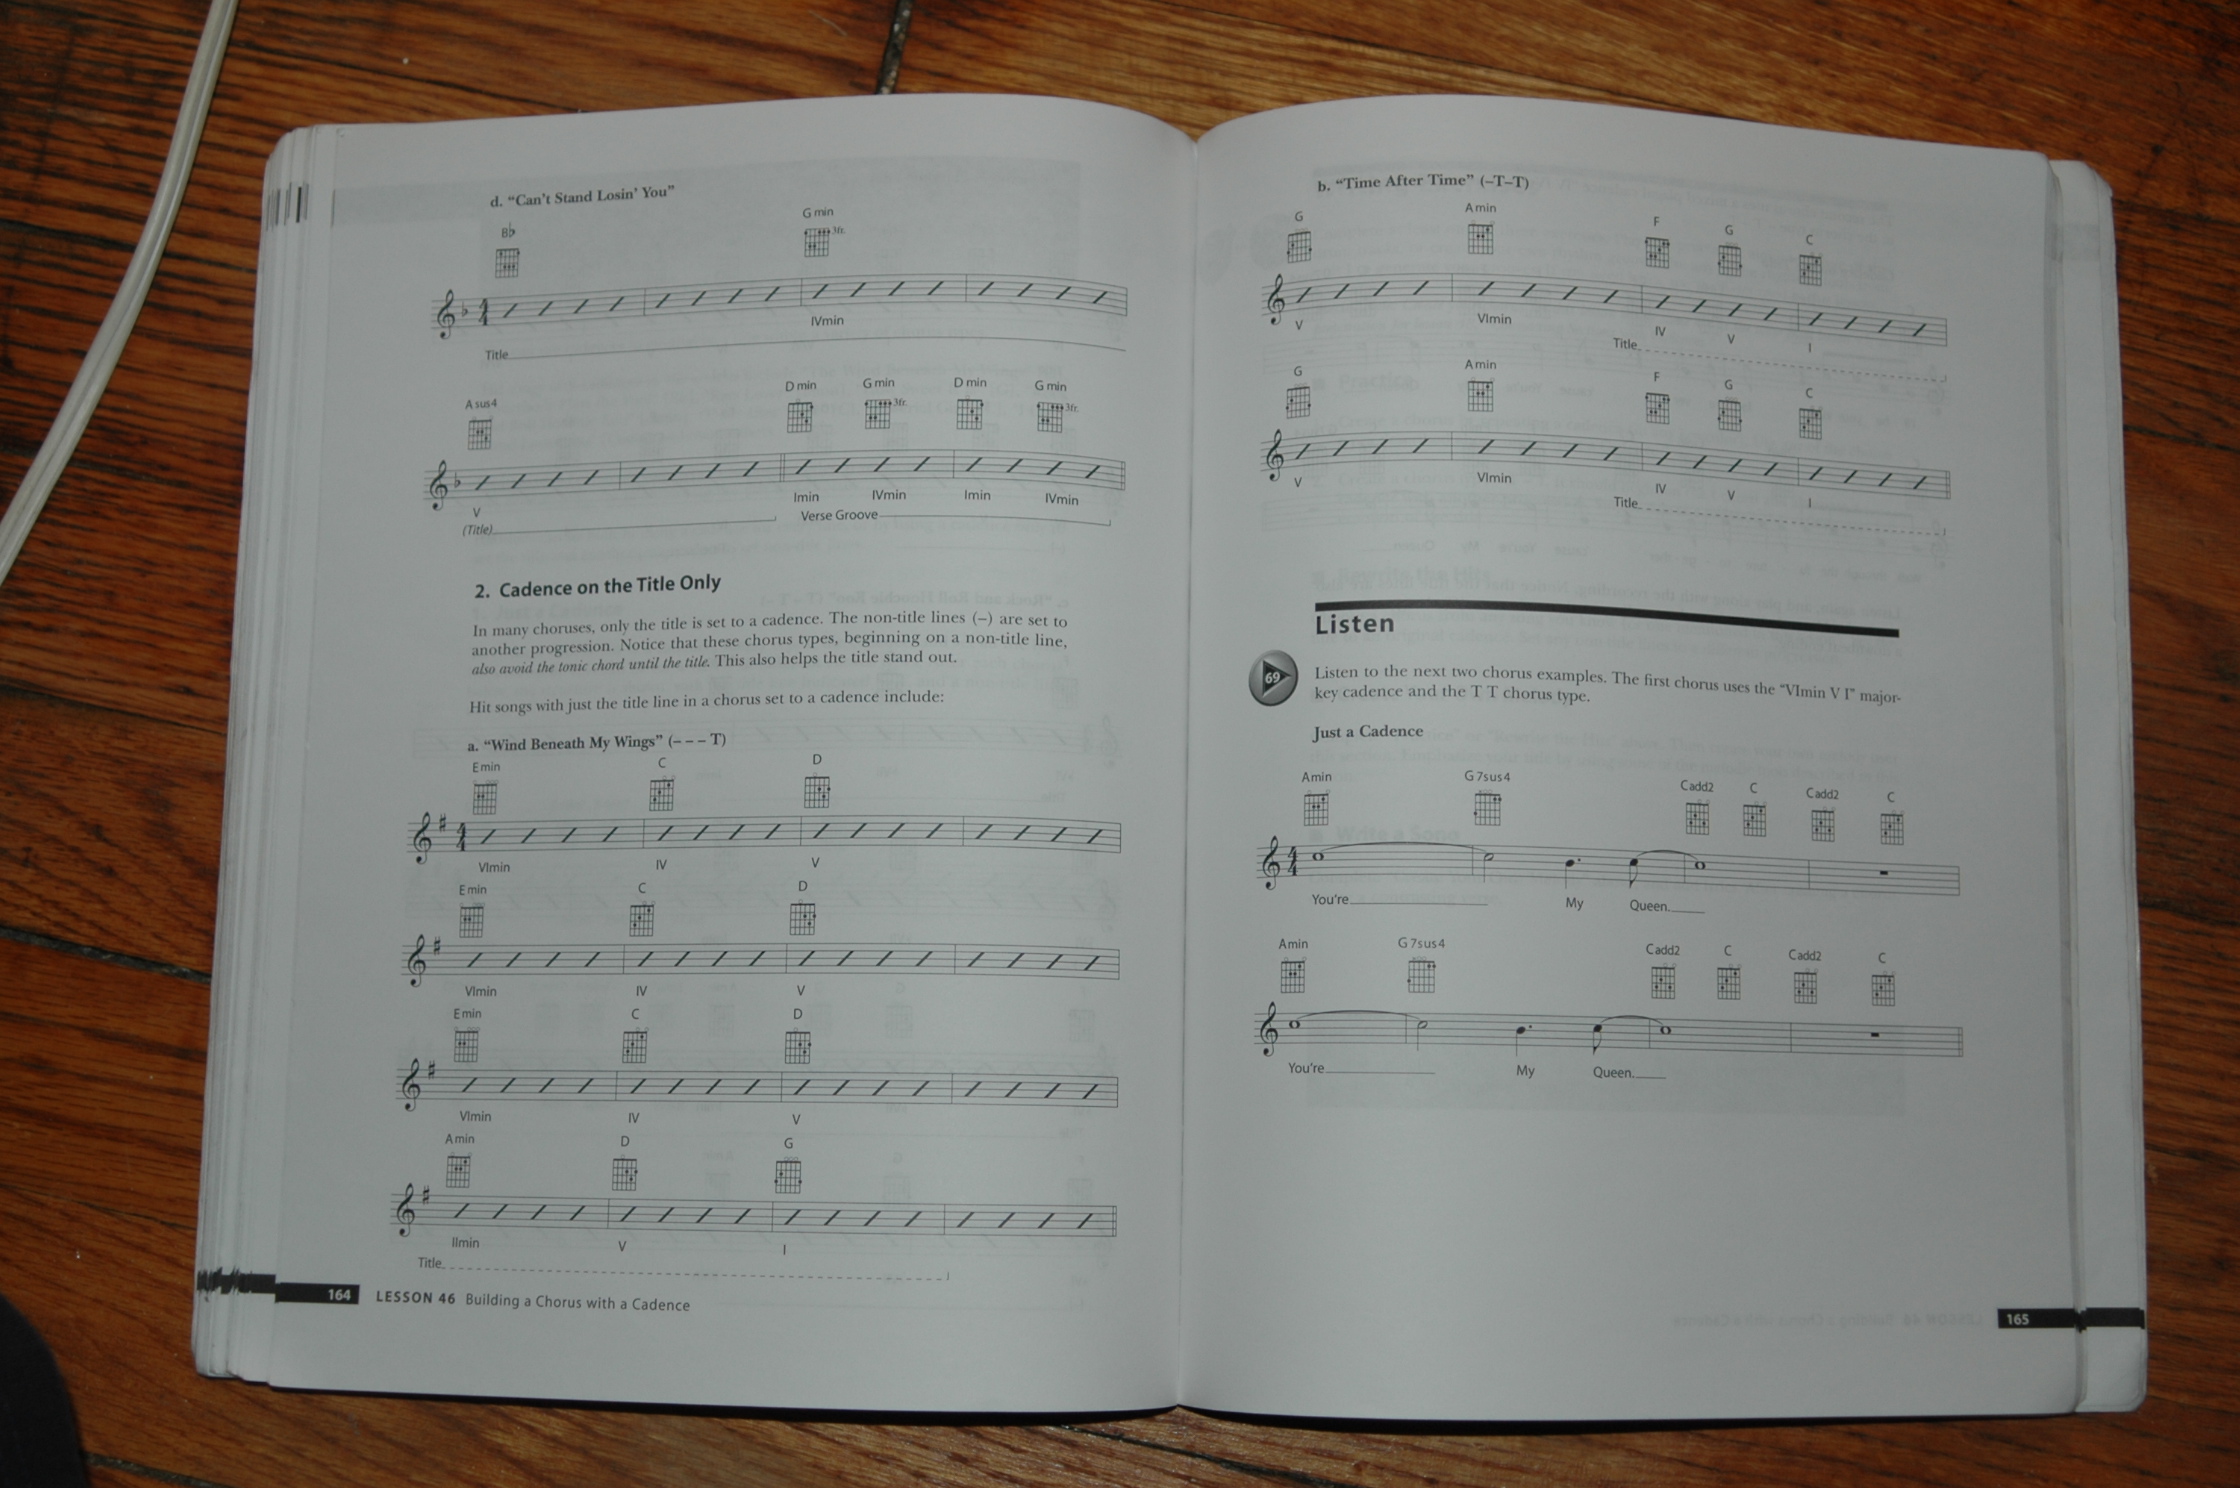 d. “Can’t Stand Losin’ You”
B♭ G min
3fr.
IVmin
Title
A sus4 D min G min D min G min
3fr. 3fr.
V Imin IVmin Imin IVmin
(Title) Verse Groove
2. Cadence on the Title Only
In many choruses, only the title is set to a cadence. The non-title lines (–) are set to
another progression. Notice that these chorus types, beginning on a non-title line,
also avoid the tonic chord until the title. This also helps the title stand out.
Hit songs with just the title line in a chorus set to a cadence include:
a. “Wind Beneath My Wings” (– – – T)
E min C D
VImin IV V
E min C D
VImin IV V
E min C D
VImin IV V
A min D G
IImin V I
Title
164 LESSON 46 Building a Chorus with a Cadence
b. “Time After Time” (–T–T)
G A min F G C
V VImin IV V I
Title
G A min F G C
V VImin IV V I
Title
Listen
69
Listen to the next two chorus examples. The first chorus uses the “VImin V I” major-
key cadence and the T T chorus type.
Just a Cadence
A min G7sus4 Cadd2 C Cadd2 C
4
4
You’re My Queen
A min G7sus4 Cadd2 C Cadd2 C
You’re My Queen
165